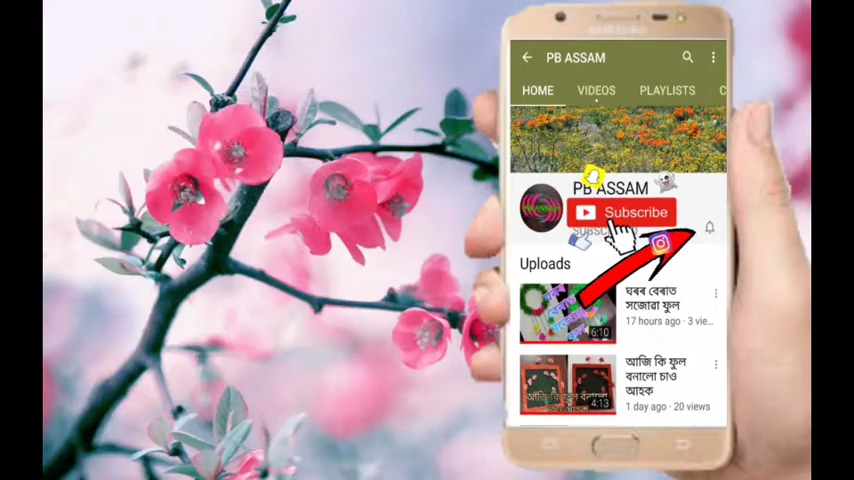 SAMSUNG
PB ASSAM
HOME VIDEOS PLAYLISTS C
PB ASSAM
Subscribe
Uploads
ঘৰৰ বেৰাত
সজোৱা ফুল
17 hours ago · 3 vie...
6:10
আজি কি ফুল
বনালো চাও
আহক
1 day ago · 20 views
4:13